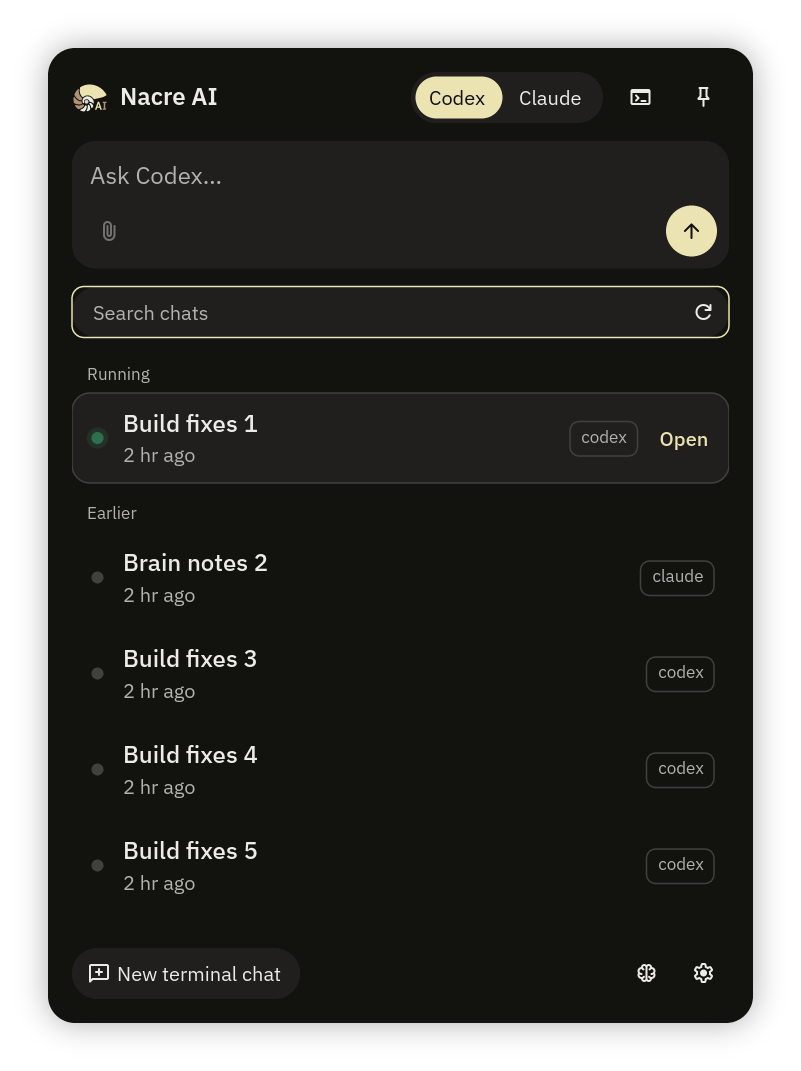 AI
Nacre AI
Codex
Claude
Ask Codex...
Search chats
Running
Build fixes 1
2 hr ago
codex
Open
Earlier
Brain notes 2
2 hr ago
claude
Build fixes 3
2 hr ago
codex
Build fixes 4
2 hr ago
codex
Build fixes 5
2 hr ago
codex
New terminal chat